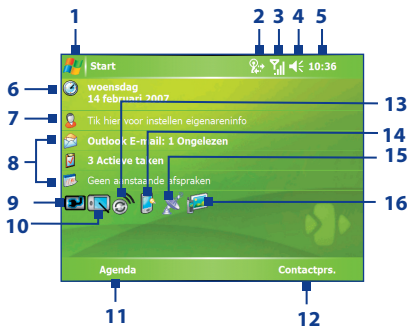 1 2 3 4 5
Start 10:36
6 woensdag
14 februari 2007
13
7 Tik hier voor instellen eigenareninfo
14
8 Outlook E-mail: 1 Ongelezen
15
3 Actieve taken
Geen aanstaande afspraken
9 16
10
Agenda Contactprs.
11 12